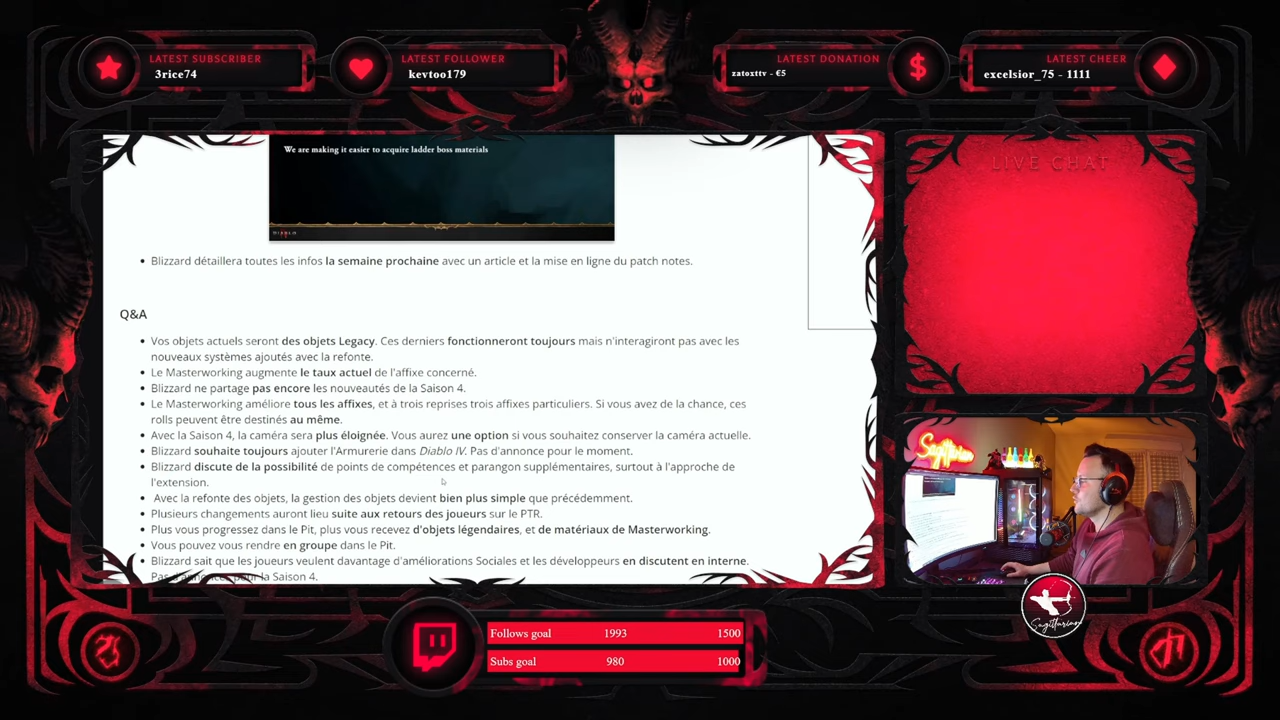 LATEST SUBSCRIBER
3rice74
LATEST FOLLOWER
kevtoo179
LATEST DONATION
zatoxttv - €5
LATEST CHEER
excelsior_75 - 1111
We are making it easier to acquire ladder boss materials
DIABLO
• Blizzard détaillera toutes les infos la semaine prochaine avec un article et la mise en ligne du patch notes.
Q&A
• Vos objets actuels seront des objets Legacy. Ces derniers fonctionneront toujours mais n'interagiront pas avec les
nouveaux systèmes ajoutés avec la refonte.
• Le Masterworking augmente le taux actuel de l'affixe concerné.
• Blizzard ne partage pas encore les nouveautés de la Saison 4.
• Le Masterworking améliore tous les affixes, et à trois reprises trois affixes particuliers. Si vous avez de la chance, ces
rolls peuvent être destinés au même.
• Avec la Saison 4, la caméra sera plus éloignée. Vous aurez une option si vous souhaitez conserver la caméra actuelle.
• Blizzard souhaite toujours ajouter l'Armurerie dans Diablo IV. Pas d'annonce pour le moment.
• Blizzard discute de la possibilité de points de compétences et parangon supplémentaires, surtout à l'approche de
l'extension.
• Avec la refonte des objets, la gestion des objets devient bien plus simple que précédemment.
• Plusieurs changements auront lieu suite aux retours des joueurs sur le PTR.
• Plus vous progressez dans le Pit, plus vous recevez d'objets légendaires, et de matériaux de Masterworking.
• Vous pouvez vous rendre en groupe dans le Pit.
• Blizzard sait que les joueurs veulent davantage d'améliorations Sociales et les développeurs en discutent en interne.
Pas d'annonces pour la Saison 4.
LIVE CHAT
Sagittarian
Sagittarian
Follows goal 1993 1500
Subs goal 980 1000